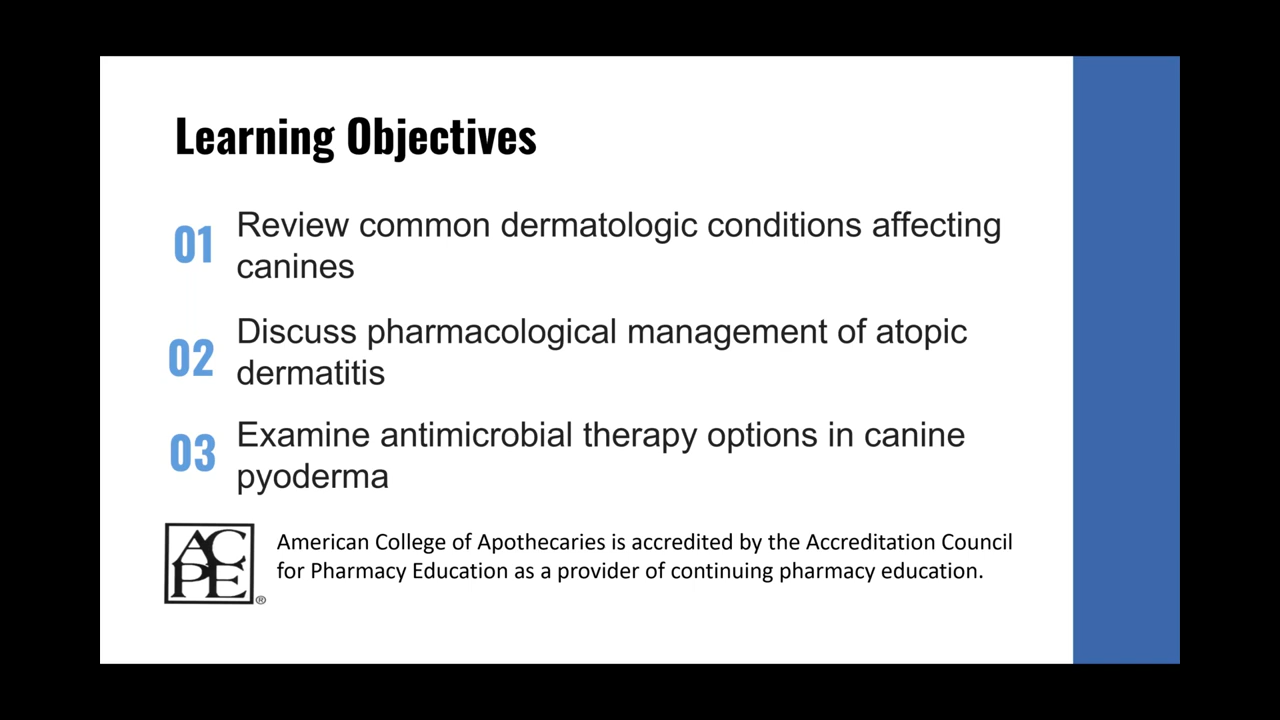 Learning Objectives
01
Review common dermatologic conditions affecting
canines
02
Discuss pharmacological management of atopic
dermatitis
03
Examine antimicrobial therapy options in canine
pyoderma
AC
PE
®
American College of Apothecaries is accredited by the Accreditation Council
for Pharmacy Education as a provider of continuing pharmacy education.